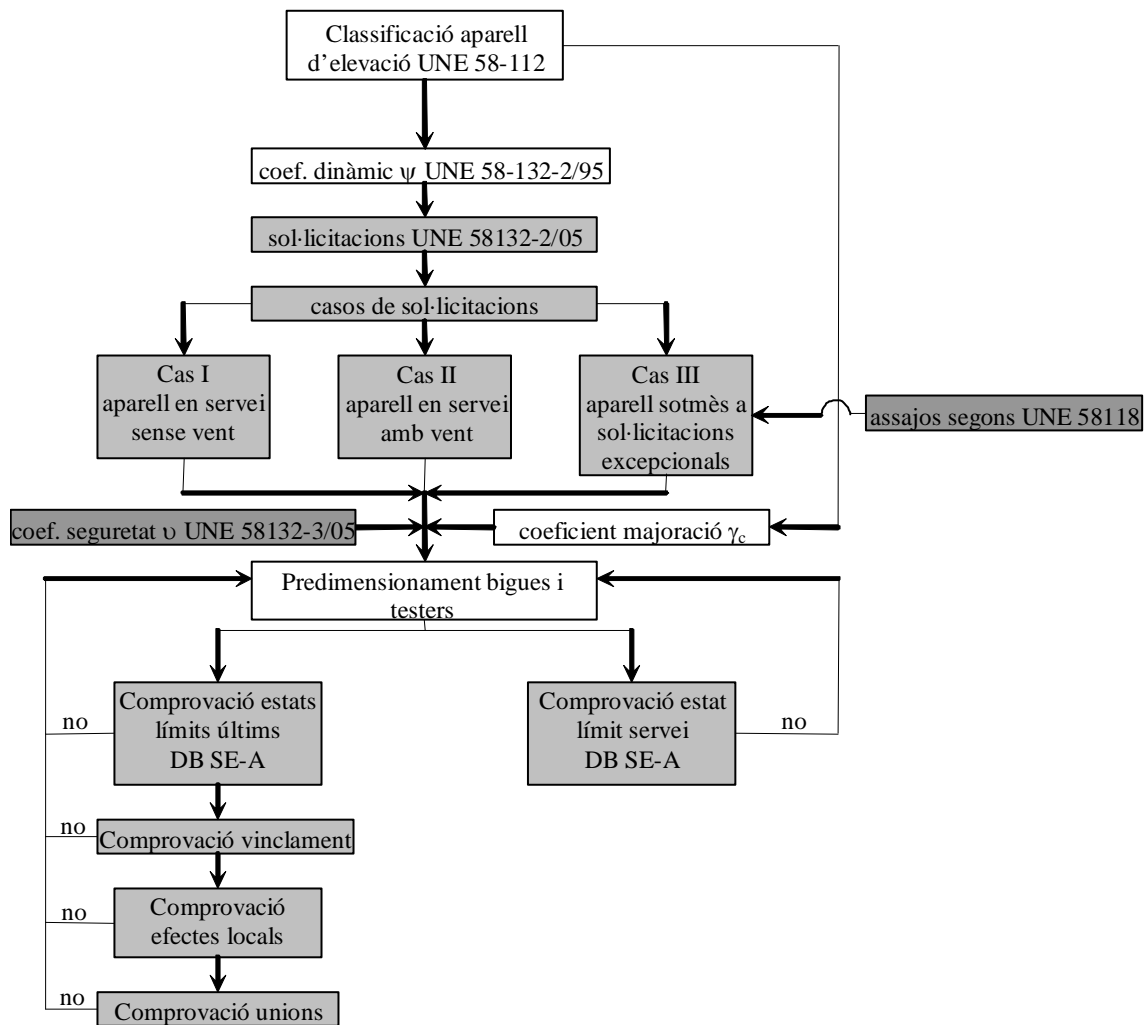 Classificació aparell
d'elevació UNE 58-112
coef. dinàmic ψ UNE 58-132-2/95
sol·licitacions UNE 58132-2/05
casos de sol·licitacions
Cas I
aparell en servei
sense vent
Cas II
aparell en servei
amb vent
Cas III
aparell sotmès a
sol·licitacions
excepcionals
assajos segons UNE 58118
coef. seguretat υ UNE 58132-3/05
coeficient majoració γc
Predimensionament bigues i
testers
Comprovació estats
límits últims
DB SE-A
no
Comprovació estat
límit servei
DB SE-A
no
no
Comprovació vinclament
no
Comprovació
efectes locals
no
Comprovació unions